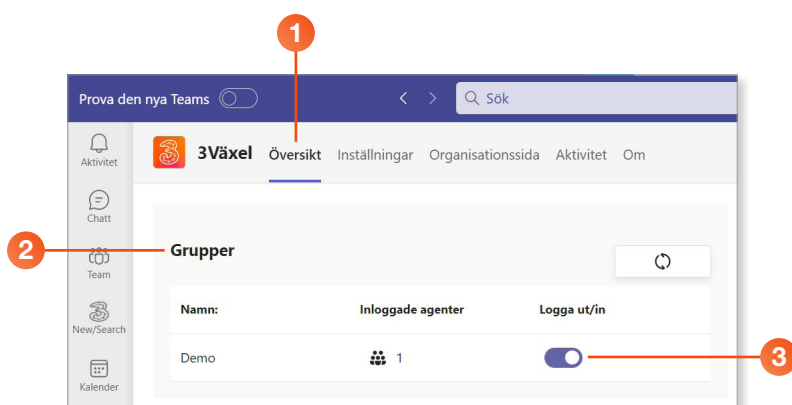 1
Prova den nya Teams
Sök
Aktivitet
3
3Växel
Översikt
Inställningar
Organisationssida
Aktivitet
Om
Chatt
2
Grupper
Team
Namn:
Inloggade agenter
Logga ut/in
New/Search
Demo
1
3
Kalender